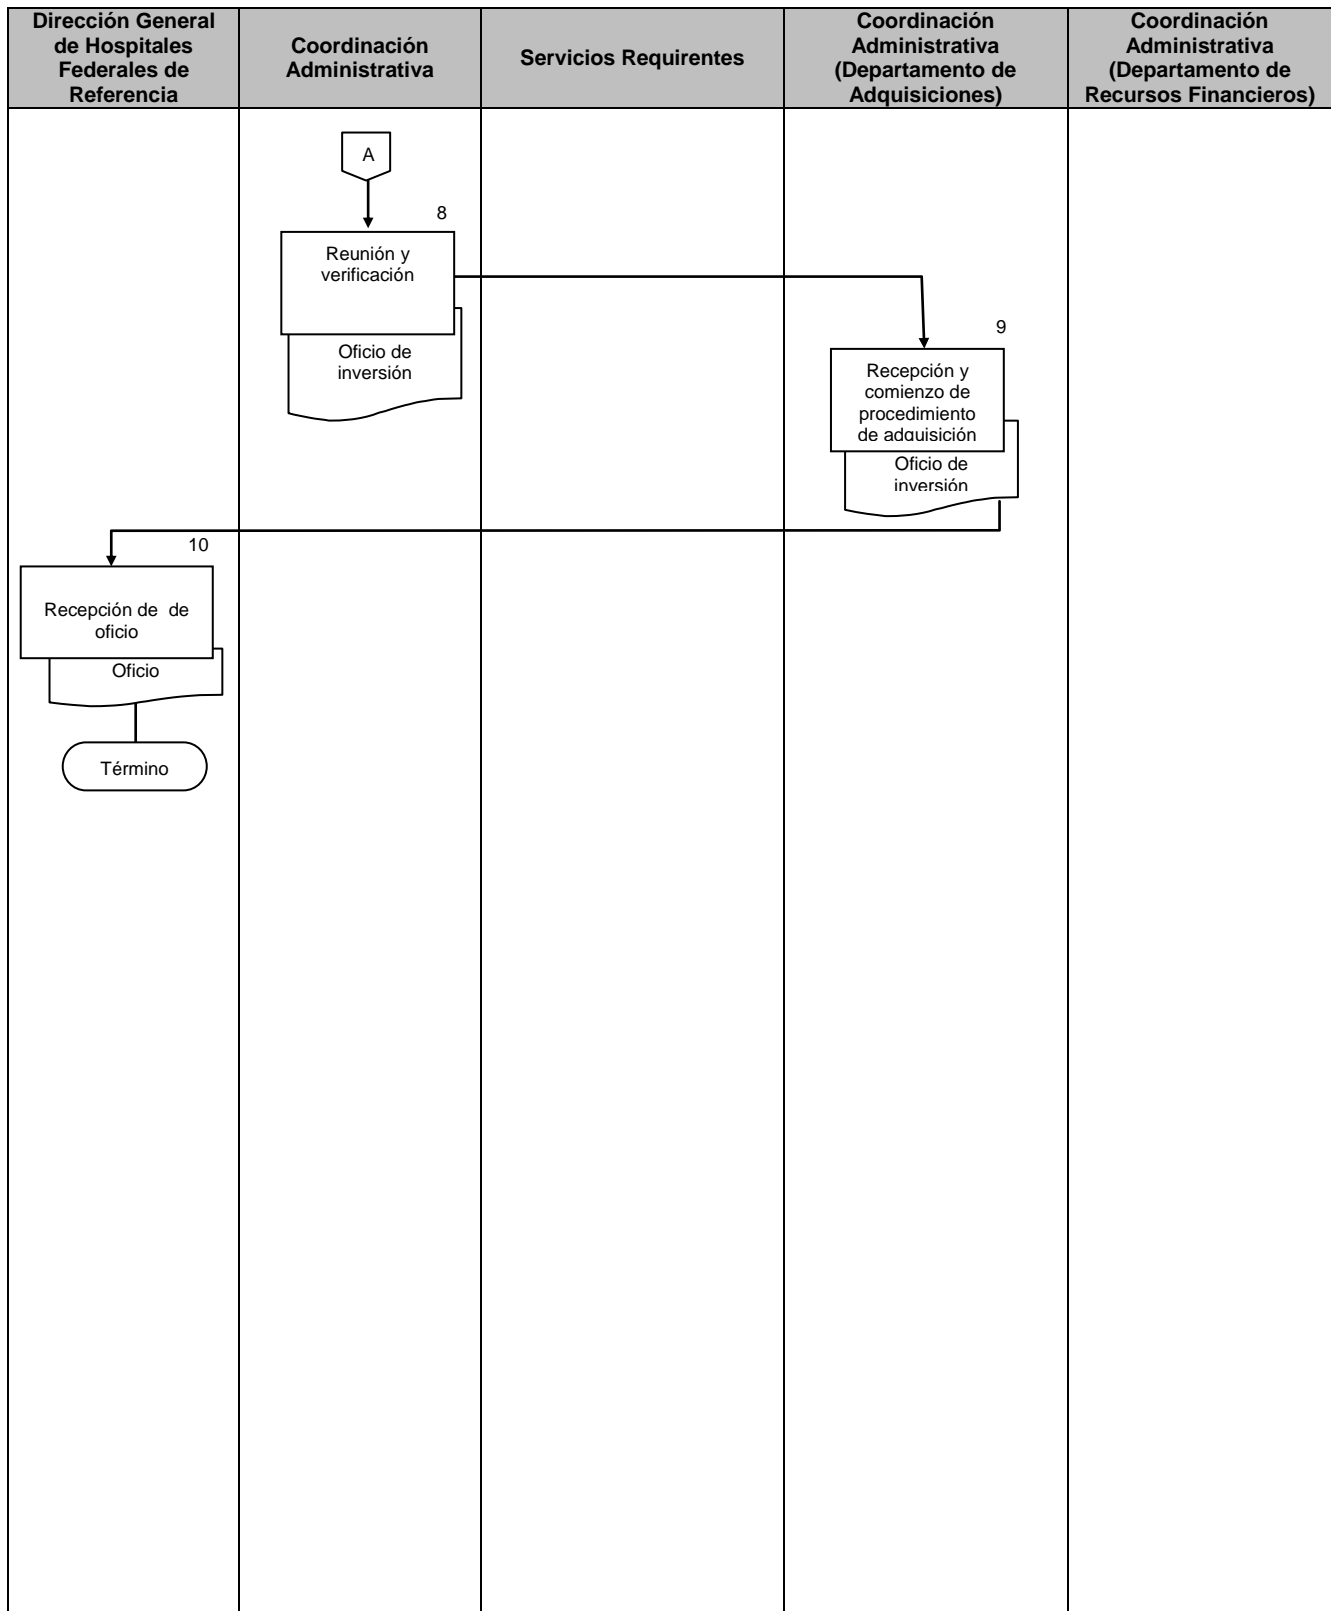 Dirección General
de Hospitales
Federales de
Referencia
Coordinación
Administrativa
Servicios Requirentes
Coordinación
Administrativa
(Departamento de
Adquisiciones)
Coordinación
Administrativa
(Departamento de
Recursos Financieros)
A
8
Reunión y
verificación
Oficio de
inversión
9
Recepción y
comienzo de
procedimiento
de adquisición
Oficio de
inversión
10
Recepción de  de
oficio
Oficio
Término